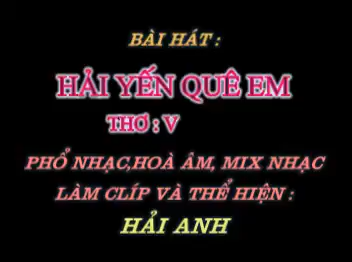 BÀI HÁT :
HẢI YẾN QUÊ EM
THƠ : V
PHỔ NHẠC,HOÀ ÂM, MIX NHẠC
LÀM CLÍP VÀ THỂ HIỆN :
HẢI ANH